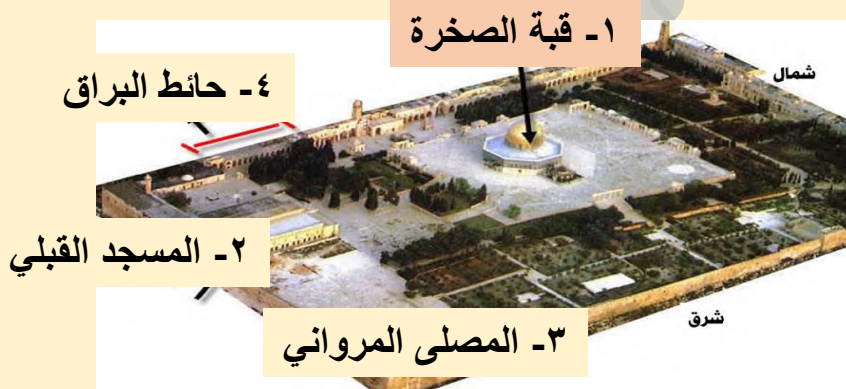 ١- قبة الصخرة
شمال
٤- حائط البراق
٢- المسجد القبلي
شرق
٣- المصلى المرواني